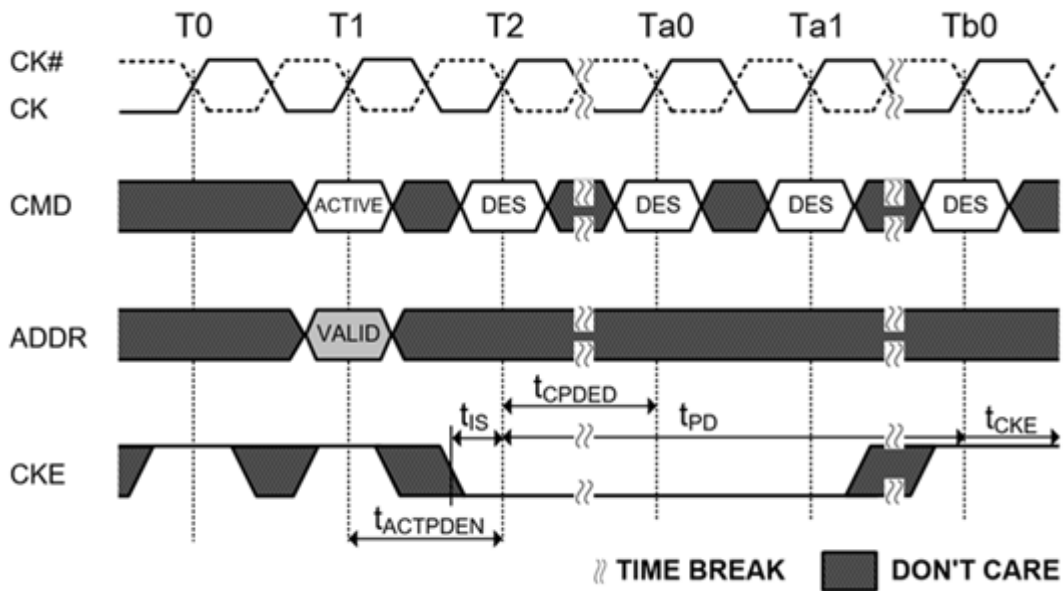 T0 T1 T2 Ta0 Ta1 Tb0
CK#
CK
CMD ACTIVE DES DES DES DES
ADDR VALID
tCPDED
tIS tPD tCKE
CKE
tACTPDEN
TIME BREAK DON'T CARE